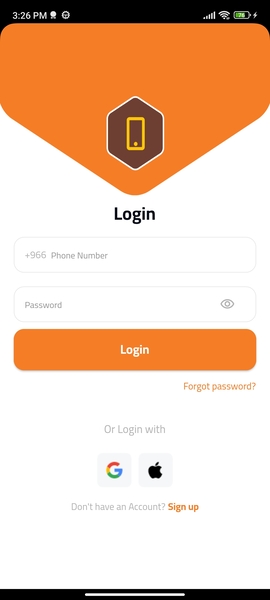 3:26 PM
78
Login
+966 Phone Number
Password
Login
Forgot password?
Or Login with
Don't have an Account? Sign up